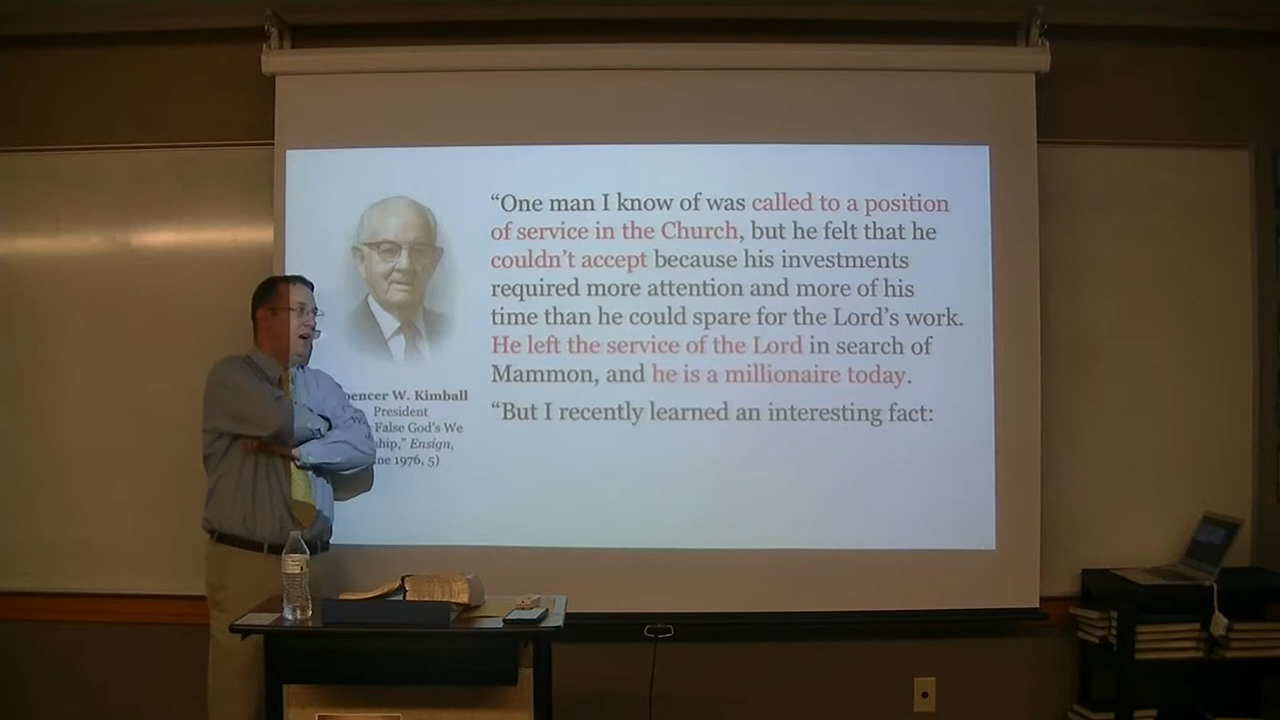 “One man I know of was called to a position
of service in the Church, but he felt that he
couldn’t accept because his investments
required more attention and more of his
time than he could spare for the Lord’s work.
He left the service of the Lord in search of
Mammon, and he is a millionaire today.
“But I recently learned an interesting fact:
encer W. Kimball
President
False God’s We
hip,” Ensign,
ne 1976, 5)